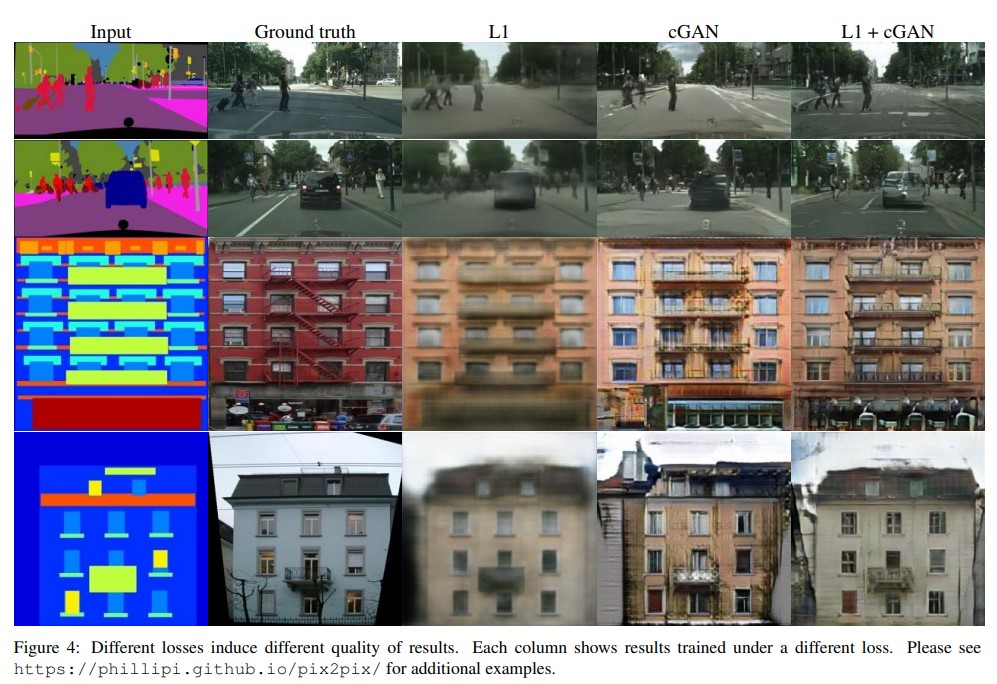 Input Ground truth L1 cGAN L1 + cGAN
Figure 4: Different losses induce different quality of results. Each column shows results trained under a different loss. Please see
https://phillipi.github.io/pix2pix/ for additional examples.